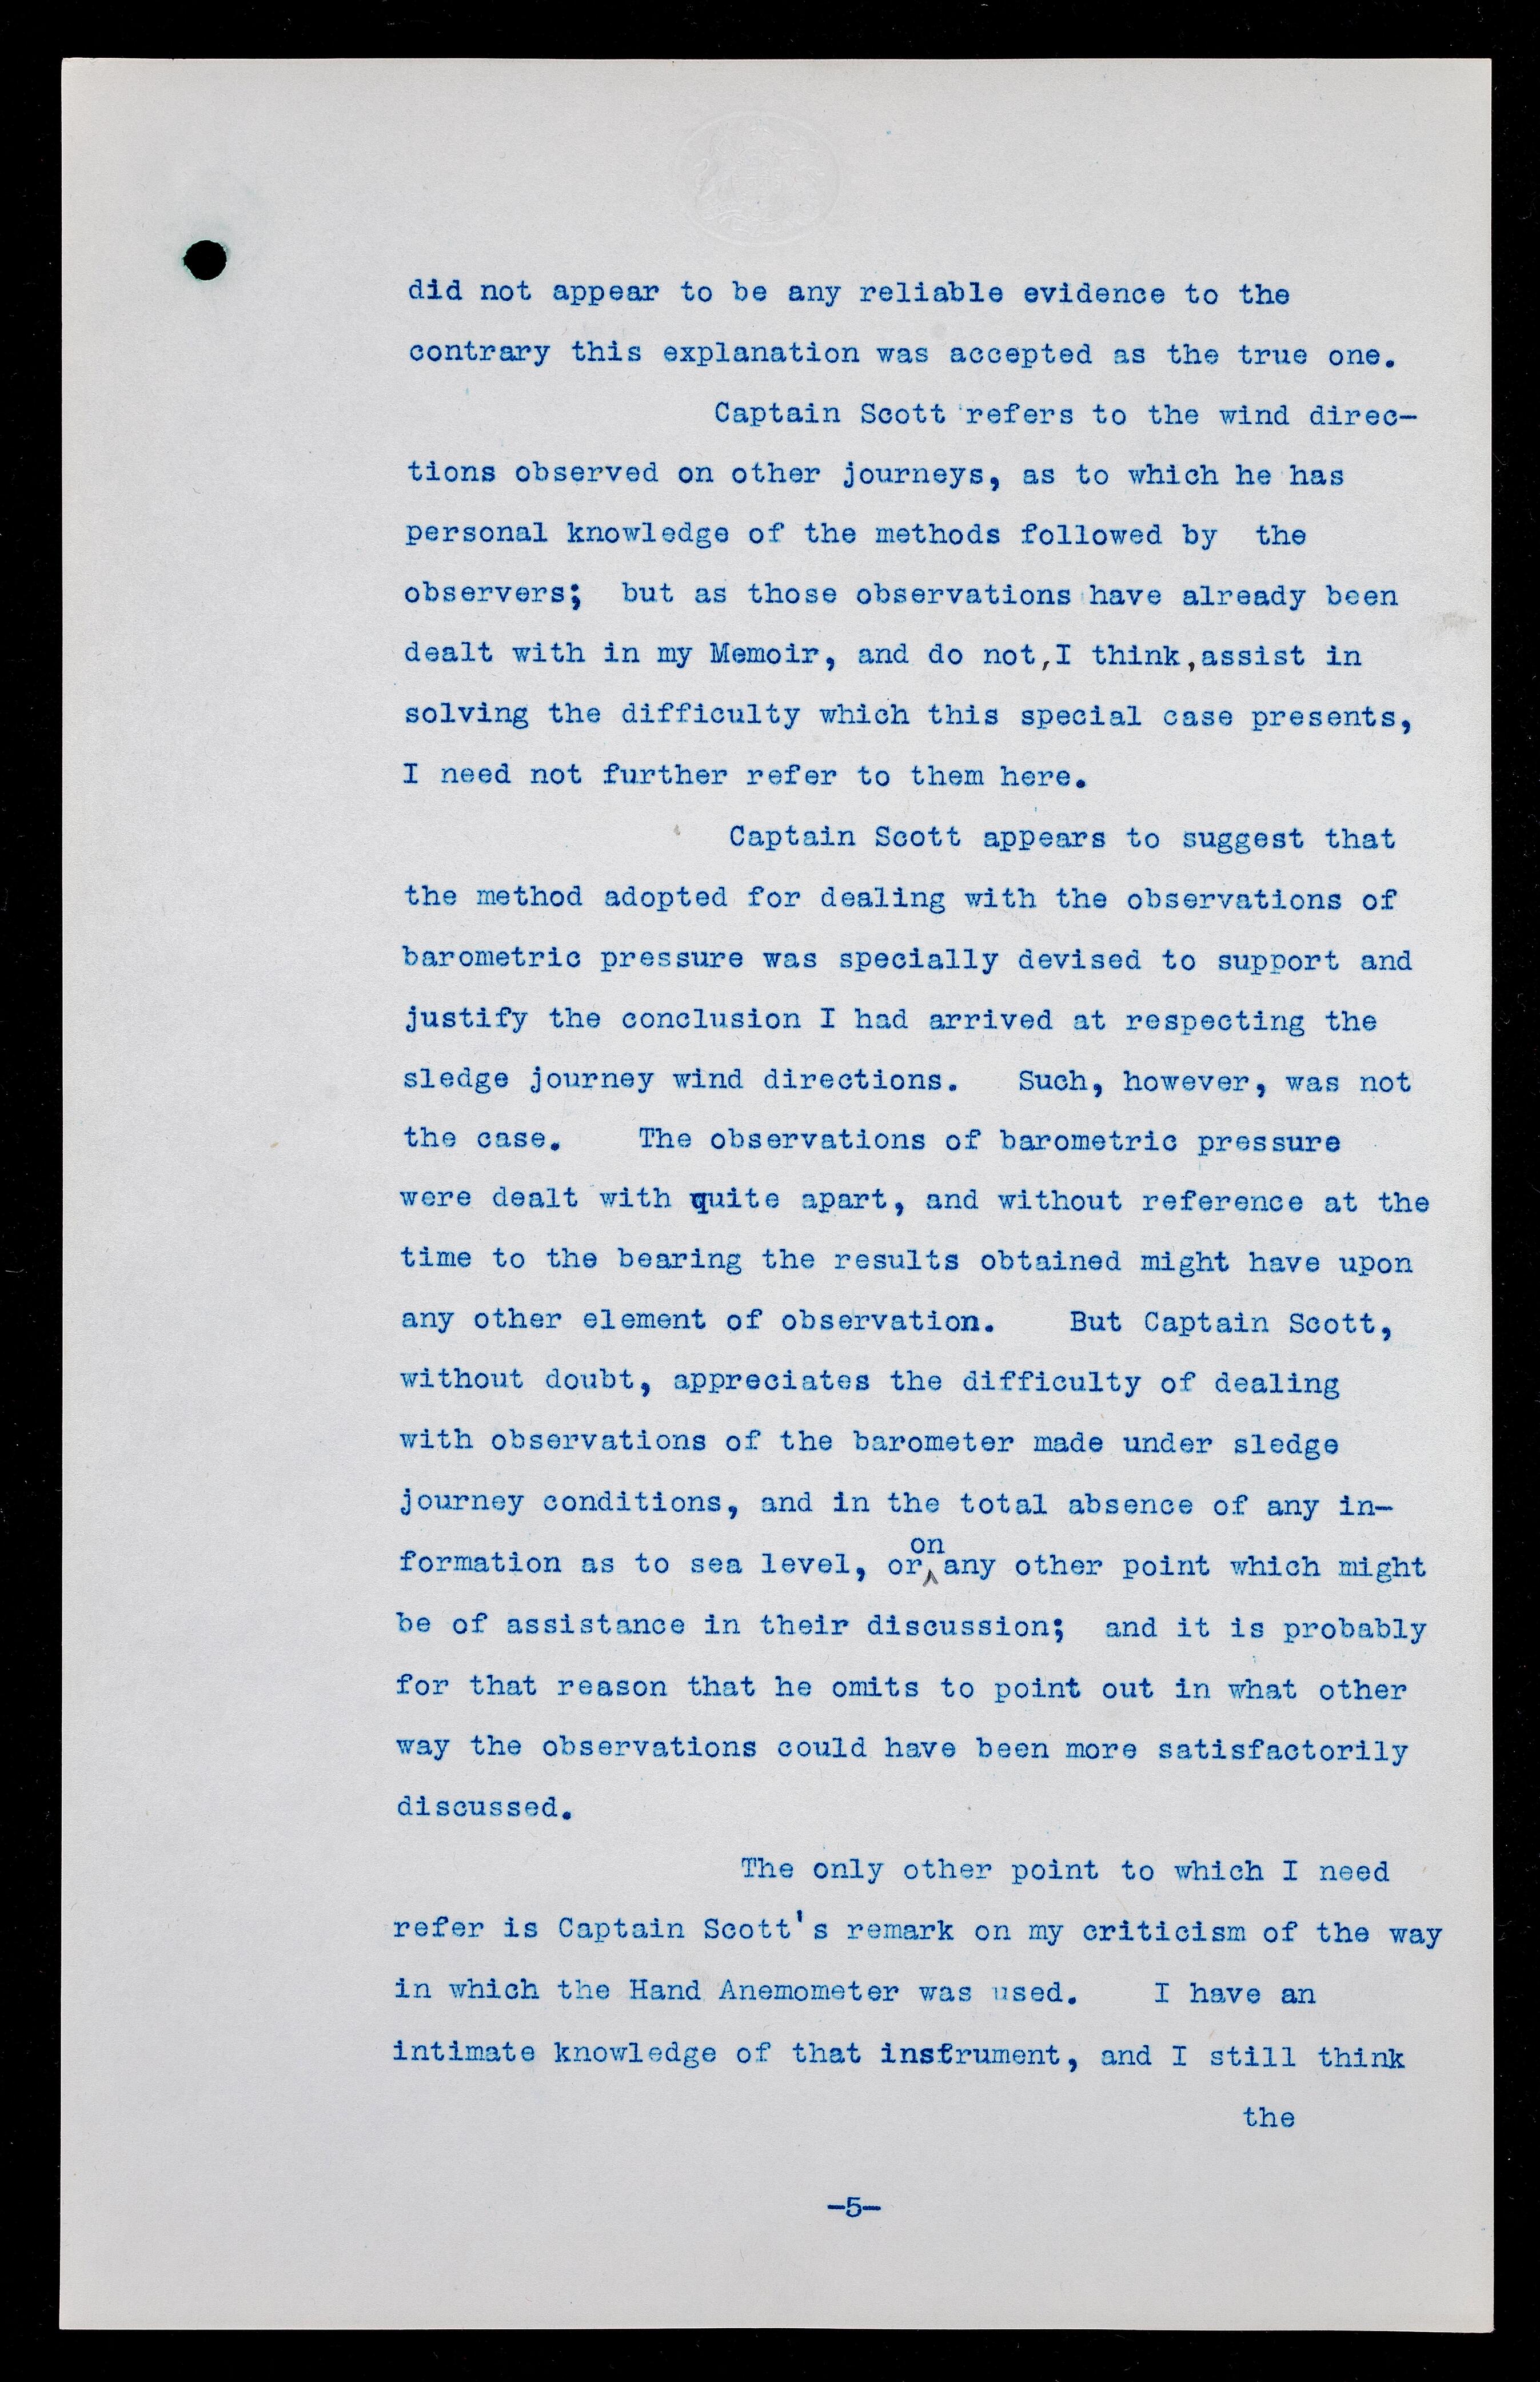 did not appear to be any reliable evidence to the
contrary this explanation was accepted as the true one.
Captain Scott refers to the wind direc-
tions observed on other journeys, as to which he has
personal knowledge of the methods followed by the
observers; but as those observations have already been
dealt with in my Memoir, and do not, I think, assist in
solving the difficulty which this special case presents,
I need not further refer to them here.
Captain Scott appears to suggest that
the method adopted for dealing with the observations of
barometric pressure was specially devised to support and
justify the conclusion I had arrived at respecting the
sledge journey wind directions. Such, however, was not
the case. The observations of barometric pressure
were dealt with quite apart, and without reference at the
time to the bearing the results obtained might have upon
any other element of observation. But Captain Scott,
without doubt, appreciates the difficulty of dealing
with observations of the barometer made under sledge
journey conditions, and in the total absence of any in-
formation as to sea level, or on any other point which might
be of assistance in their discussion; and it is probably
for that reason that he omits to point out in what other
way the observations could have been more satisfactorily
discussed.
The only other point to which I need
refer is Captain Scott's remark on my criticism of the way
in which the Hand Anemometer was used. I have an
intimate knowledge of that instrument, and I still think
the
-5-